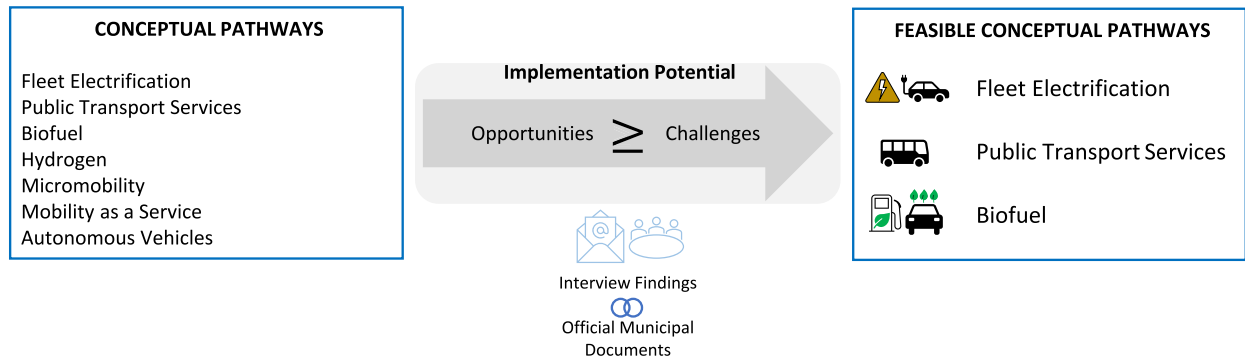 CONCEPTUAL PATHWAYS
Fleet Electrification
Public Transport Services
Biofuel
Hydrogen
Micromobility
Mobility as a Service
Autonomous Vehicles
Implementation Potential
Opportunities ≥ Challenges
@
Interview Findings
Official Municipal
Documents
FEASIBLE CONCEPTUAL PATHWAYS
Fleet Electrification
Public Transport Services
Biofuel